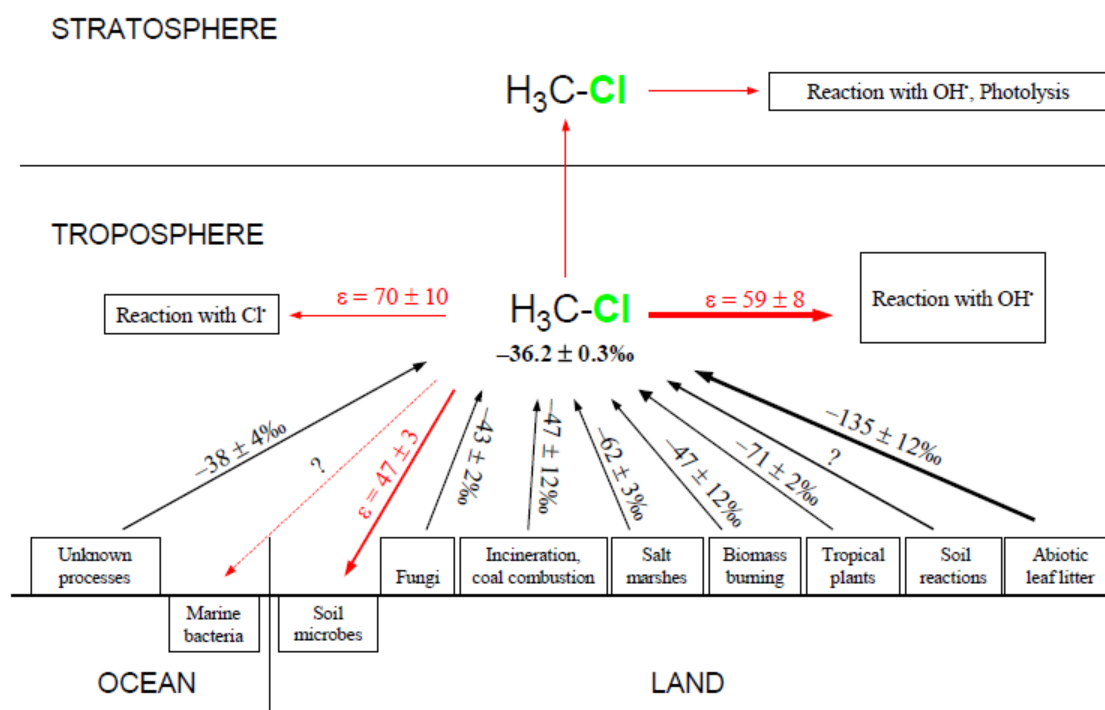 STRATOSPHERE
H₃C-Cl
Reaction with OH•, Photolysis
TROPOSPHERE
ε = 70 ± 10
ε = 59 ± 8
Reaction with Cl•
H₃C-Cl
Reaction with OH•
–36.2 ± 0.3‰
–38 ± 4‰
?
ε = 47 ± 3
–43 ± 2‰
–47 ± 12‰
–62 ± 3‰
–47 ± 12‰
–71 ± 2‰
?
–135 ± 12‰
Unknown
processes
Fungi
Incineration,
coal combustion
Salt
marshes
Biomass
burning
Tropical
plants
Soil
reactions
Abiotic
leaf litter
Marine
bacteria
Soil
microbes
OCEAN
LAND